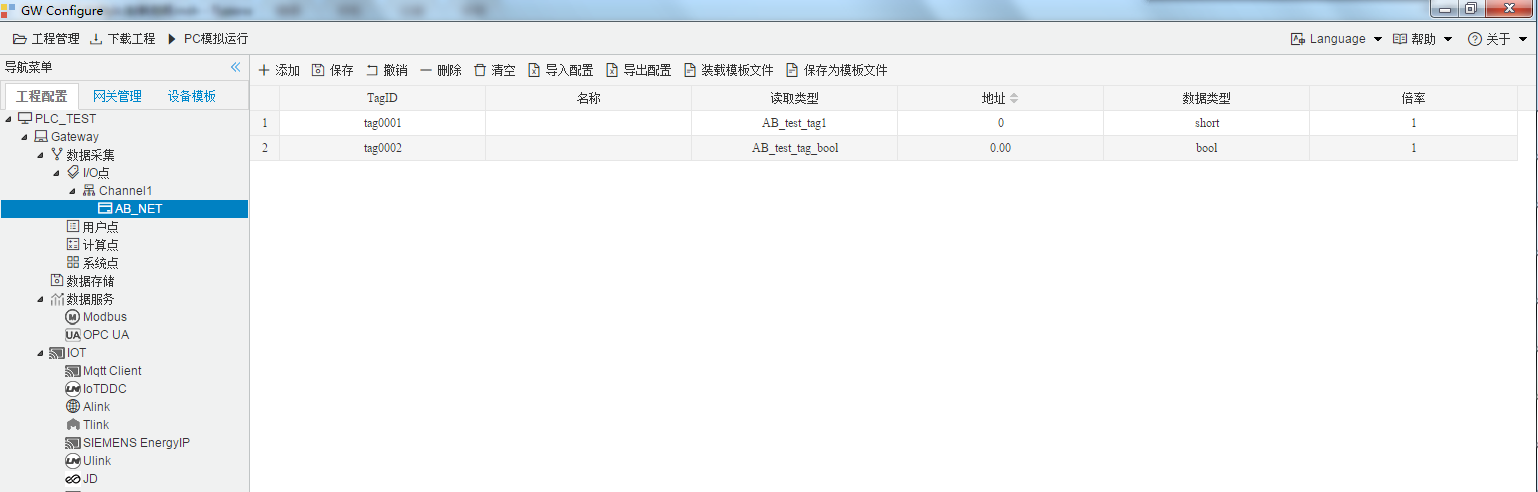 GW Configure
工程管理 下载工程 PC模拟运行 Language 帮助 关于
导航菜单
添加 保存 撤销 删除 清空 导入配置 导出配置 装载模板文件 保存为模板文件
工程配置 网关管理 设备模板
TagID 名称 读取类型 地址 数据类型 倍率
1 tag0001 AB_test_tag1 0 short 1
2 tag0002 AB_test_tag_bool 0.00 bool 1
PLC_TEST
Gateway
数据采集
I/O点
Channel1
AB_NET
用户点
计算点
系统点
数据存储
数据服务
M Modbus
UA OPC UA
IOT
Mqtt Client
IoTDDC
Alink
Tlink
SIEMENS EnergyIP
Ulink
JD